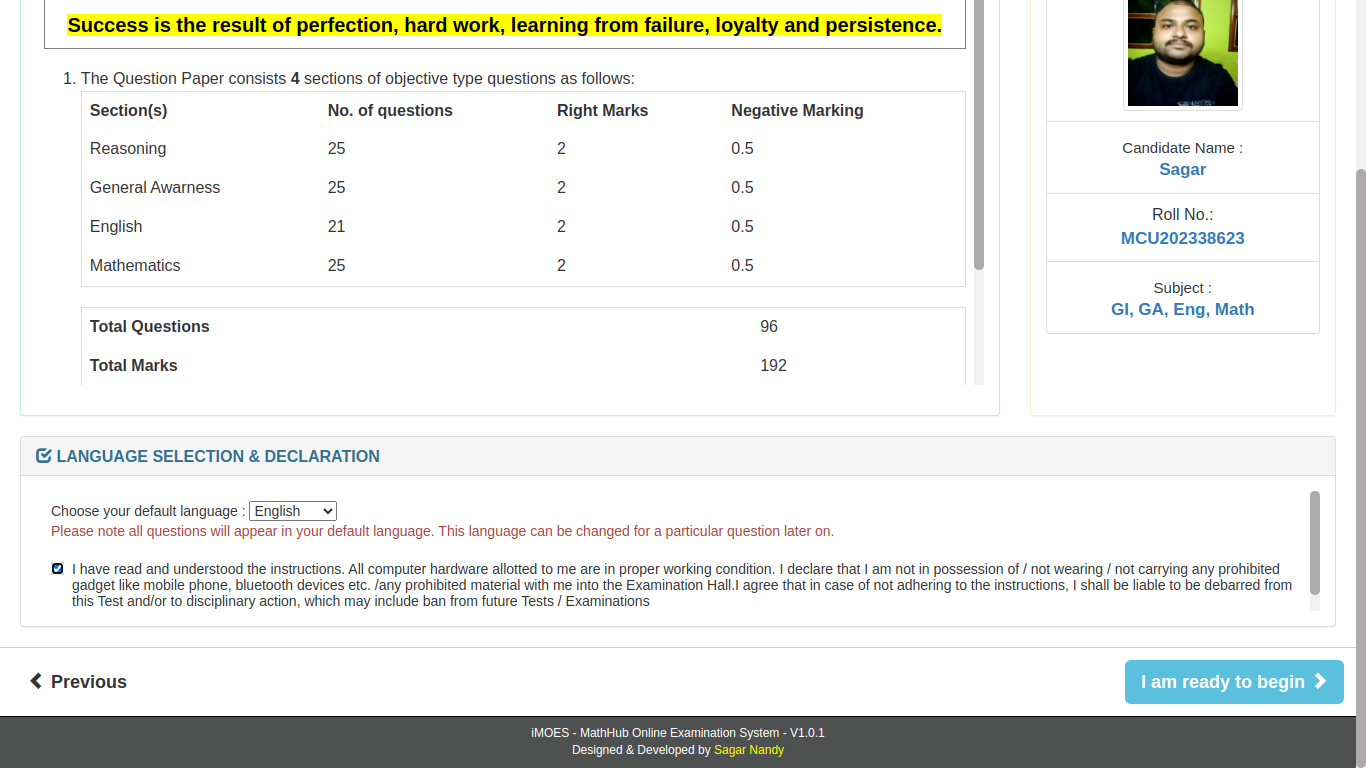 Success is the result of perfection, hard work, learning from failure, loyalty and persistence.
1. The Question Paper consists 4 sections of objective type questions as follows:
Section(s) No. of questions Right Marks Negative Marking
Reasoning 25 2 0.5
General Awarness 25 2 0.5
English 21 2 0.5
Mathematics 25 2 0.5
Total Questions 96
Total Marks 192
Candidate Name :
Sagar
Roll No.:
MCU202338623
Subject :
GI, GA, Eng, Math
LANGUAGE SELECTION & DECLARATION
Choose your default language : English
Please note all questions will appear in your default language. This language can be changed for a particular question later on.
I have read and understood the instructions. All computer hardware allotted to me are in proper working condition. I declare that I am not in possession of / not wearing / not carrying any prohibited
gadget like mobile phone, bluetooth devices etc. /any prohibited material with me into the Examination Hall.I agree that in case of not adhering to the instructions, I shall be liable to be debarred from
this Test and/or to disciplinary action, which may include ban from future Tests / Examinations
Previous
I am ready to begin
iMOES - MathHub Online Examination System - V1.0.1
Designed & Developed by Sagar Nandy